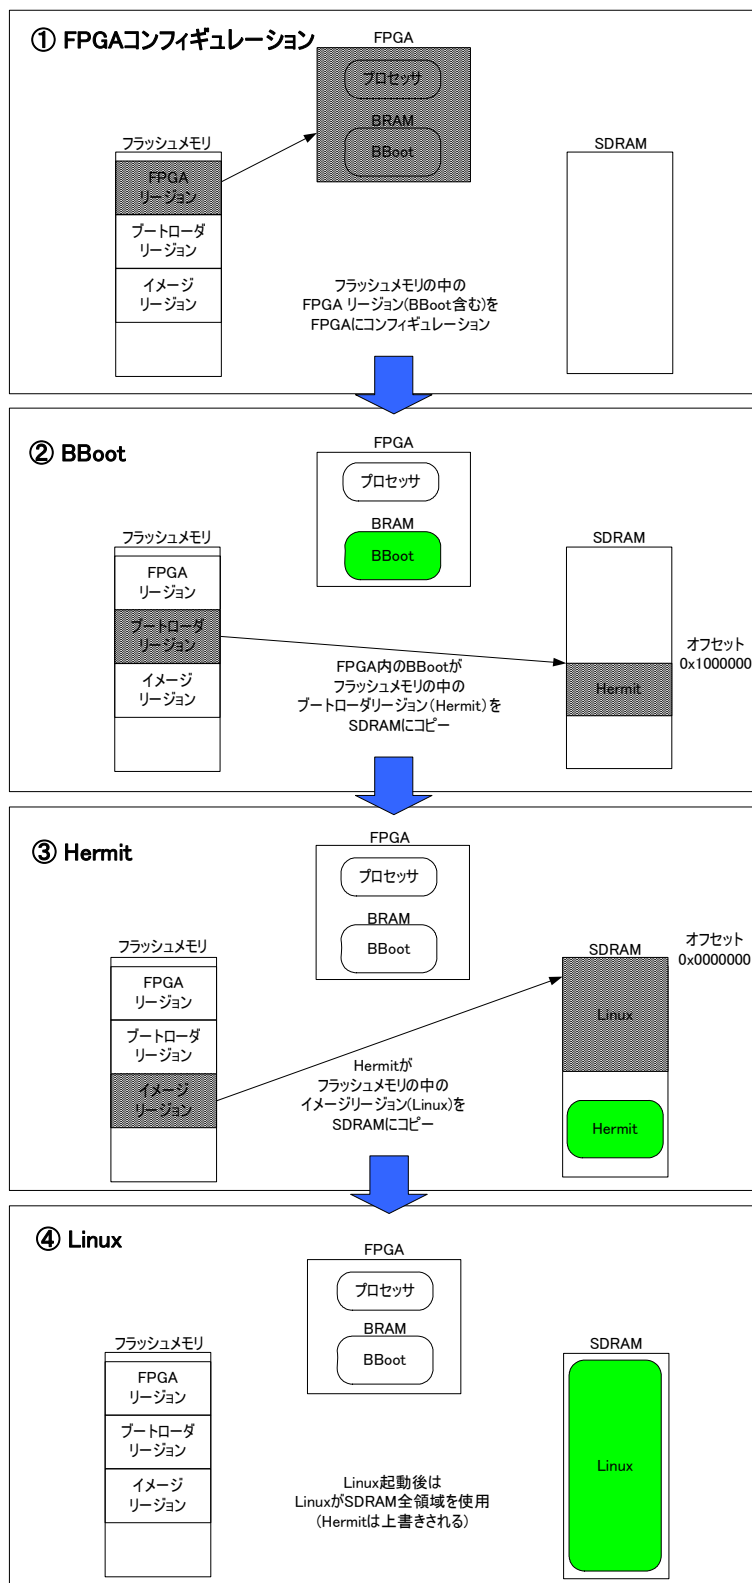 ① FPGAコンフィギュレーション
FPGA
プロセッサ
BRAM
BBoot
フラッシュメモリ
FPGA
リージョン
ブートローダ
リージョン
イメージ
リージョン
SDRAM
フラッシュメモリの中の
FPGA リージョン(BBoot含む)を
FPGAにコンフィギュレーション
② BBoot
FPGA
プロセッサ
BRAM
BBoot
フラッシュメモリ
FPGA
リージョン
ブートローダ
リージョン
イメージ
リージョン
SDRAM
オフセット
0x1000000
Hermit
FPGA内のBBootが
フラッシュメモリの中の
ブートローダリージョン(Hermit)を
SDRAMにコピー
③ Hermit
FPGA
プロセッサ
BRAM
BBoot
フラッシュメモリ
FPGA
リージョン
ブートローダ
リージョン
イメージ
リージョン
SDRAM
オフセット
0x0000000
Linux
Hermit
Hermitが
フラッシュメモリの中の
イメージリージョン(Linux)を
SDRAMにコピー
④ Linux
FPGA
プロセッサ
BRAM
BBoot
フラッシュメモリ
FPGA
リージョン
ブートローダ
リージョン
イメージ
リージョン
SDRAM
Linux
Linux起動後は
LinuxがSDRAM全領域を使用
(Hermitは上書きされる)